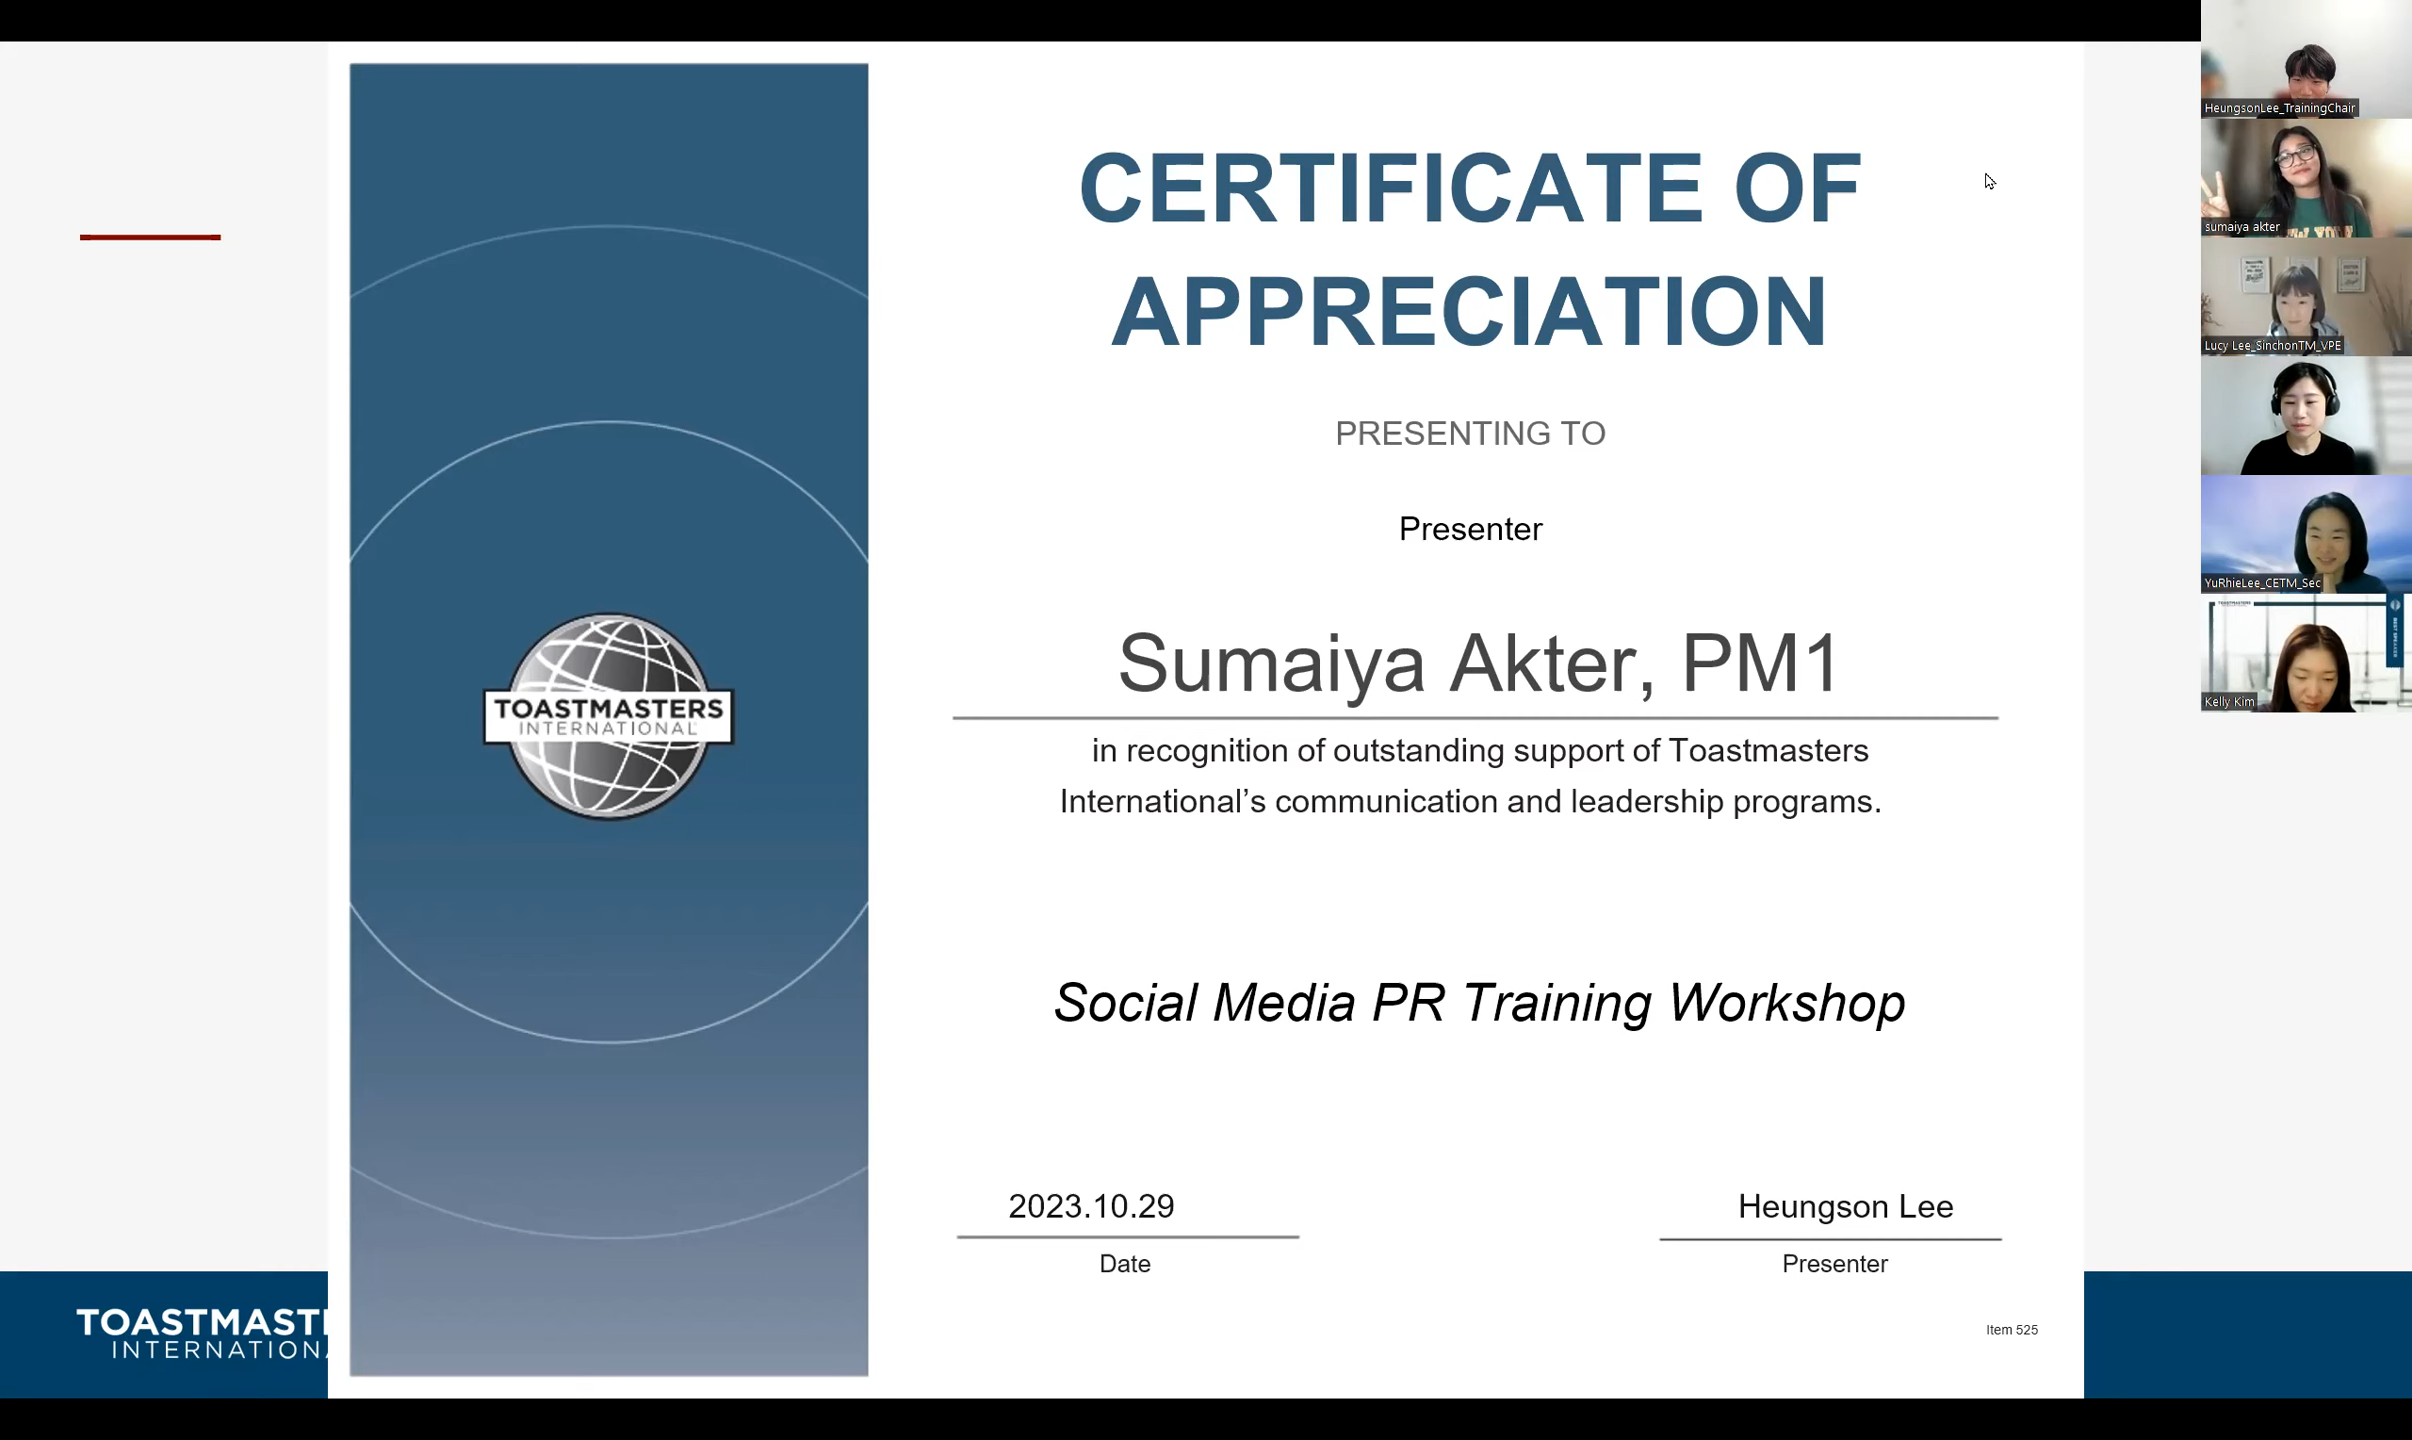 CERTIFICATE OF
APPRECIATION
PRESENTING TO
Presenter
Sumaiya Akter, PM1
in recognition of outstanding support of Toastmasters
International’s communication and leadership programs.
Social Media PR Training Workshop
2023.10.29
Date
Heungson Lee
Presenter
Item 525
TOASTMASTERS
INTERNATIONAL
TOASTMAST
INTERNATION
HeungsonLee_TrainingChair
sumaiya akter
Lucy Lee_SinchonTM_VPE
YuRhieLee_CETM_Sec
Kelly Kim